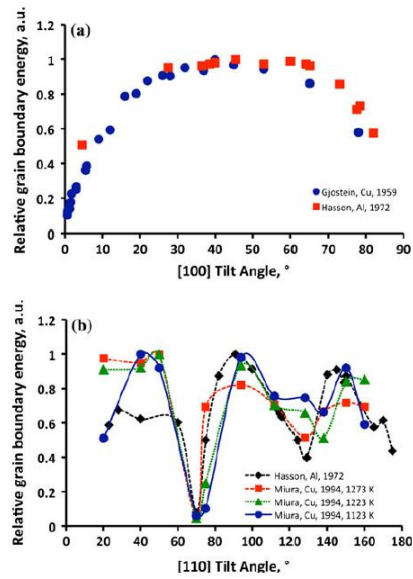 (a)
Relative grain boundary energy, a.u.
1.2
1
0.8
0.6
0.4
0.2
0
0 10 20 30 40 50 60 70 80 90
Gjostein, Cu, 1959
Hasson, Al, 1972
[100] Tilt Angle, °
(b)
Relative grain boundary energy, a.u.
1.2
1
0.8
0.6
0.4
0.2
0
0 20 40 60 80 100 120 140 160 180
Hasson, Al, 1972
Miura, Cu, 1994, 1273 K
Miura, Cu, 1994, 1223 K
Miura, Cu, 1994, 1123 K
[110] Tilt Angle, °